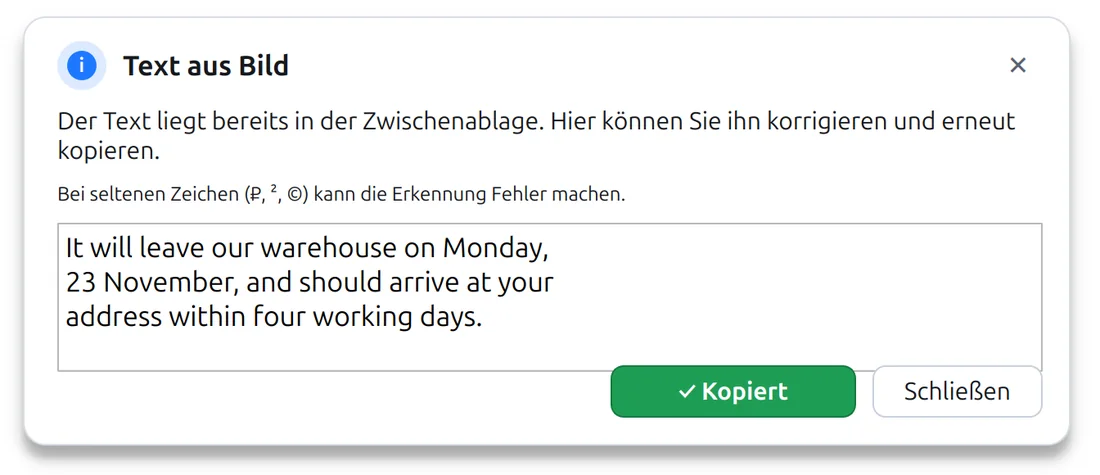 Text aus Bild
Der Text liegt bereits in der Zwischenablage. Hier können Sie ihn korrigieren und erneut
kopieren.
Bei seltenen Zeichen (₽, ², ©) kann die Erkennung Fehler machen.
It will leave our warehouse on Monday,
23 November, and should arrive at your
address within four working days.
✓ Kopiert
Schließen